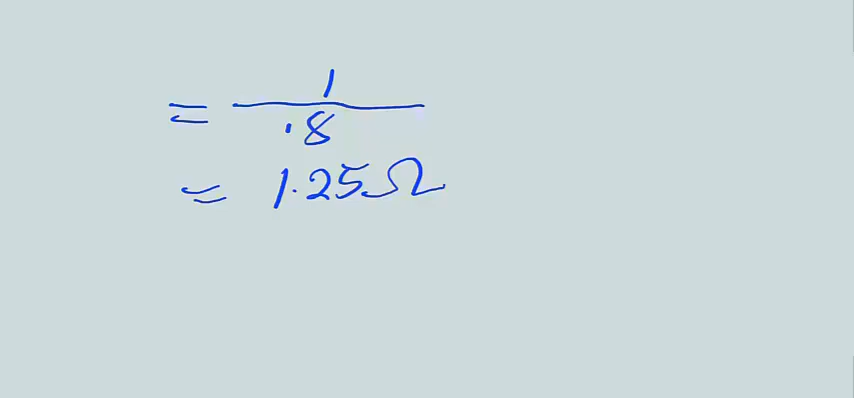 = 1/.8
= 1.25Ω